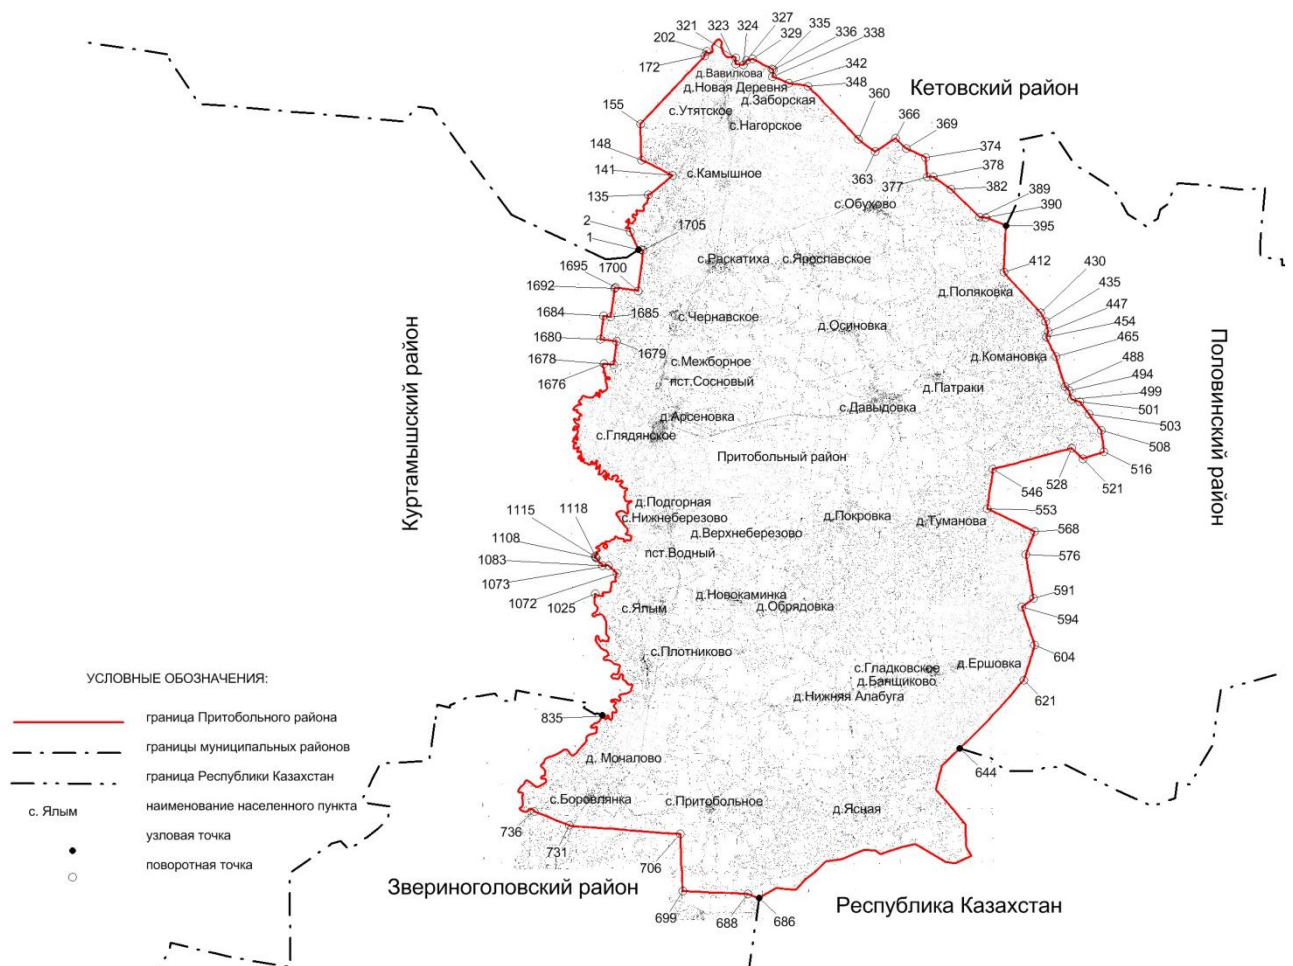 321
323
324
327
335
329
336
338
202
172
342
348
д.Вавилкова
д.Новая Деревня
д.Заборская
с.Утятское
с.Нагорское
Кетовский район
155
360
366
369
148
374
141
с.Камышное
363
377
378
382
135
с.Обухово
389
390
2
1705
395
1
с.Раскатиха
с.Ярославское
1695
1700
1692
412
430
д.Поляковка
435
1684
1685
с.Чернавское
447
1680
д.Осиновка
454
1679
465
д.Комановка
1678
с.Межборное
488
1676
пст.Сосновый
д.Патраки
494
499
с.Давыдовка
501
д.Арсеновка
503
с.Глядянское
508
Притобольный район
528
516
546
521
Куртамышский район
Половинский район
д.Подгорная
553
1115
1118
с.Нижнеберезово
д.Покровка
д.Туманова
568
д.Верхнеберезово
1108
пст.Водный
576
1083
1073
1072
1025
д.Новокаминка
591
с.Ялым
д.Обрядовка
594
с.Плотниково
604
с.Гладковское
д.Ершовка
д.Банщиково
д.Нижняя Алабуга
621
835
644
д. Мочалово
с.Боровлянка
с.Притобольное
д.Ясная
736
731
706
Звериноголовский район
699
688
686
Республика Казахстан
УСЛОВНЫЕ ОБОЗНАЧЕНИЯ:
граница Притобольного района
границы муниципальных районов
граница Республики Казахстан
с. Ялым наименование населенного пункта
узловая точка
поворотная точка